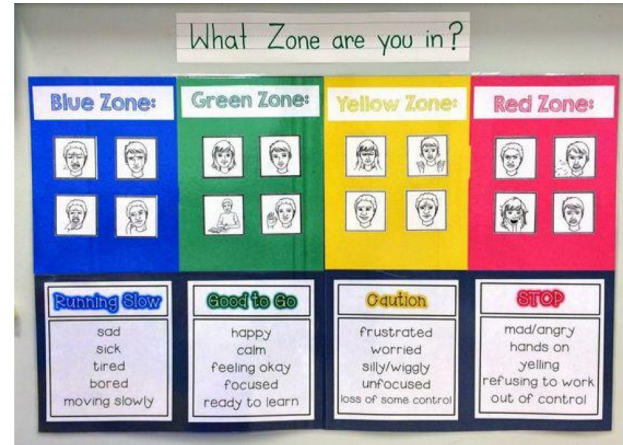 What Zone are you in?
Blue Zone:
Green Zone:
Yellow Zone:
Red Zone:
Running Slow
sad
sick
tired
bored
moving slowly
Good to Go
happy
calm
feeling okay
focused
ready to learn
Caution
frustrated
worried
silly/wiggly
unfocused
loss of some control
STOP
mad/angry
hands on
yelling
refusing to work
out of control